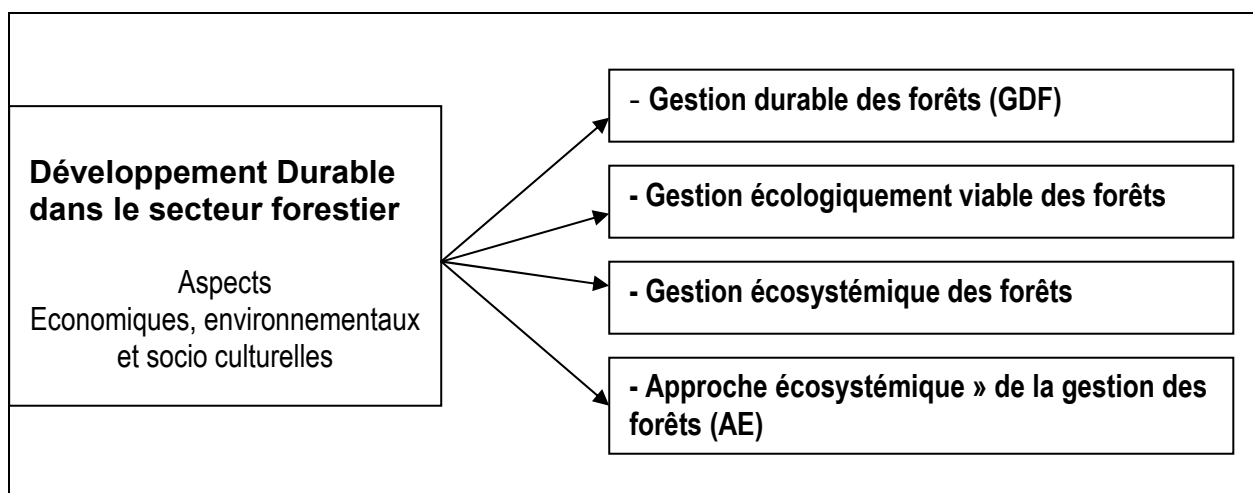 Développement Durable
dans le secteur forestier
Aspects
Economiques, environnementaux
et socio culturelles
- Gestion durable des forêts (GDF)
- Gestion écologiquement viable des forêts
- Gestion écosystémique des forêts
- Approche écosystémique » de la gestion des
forêts (AE)